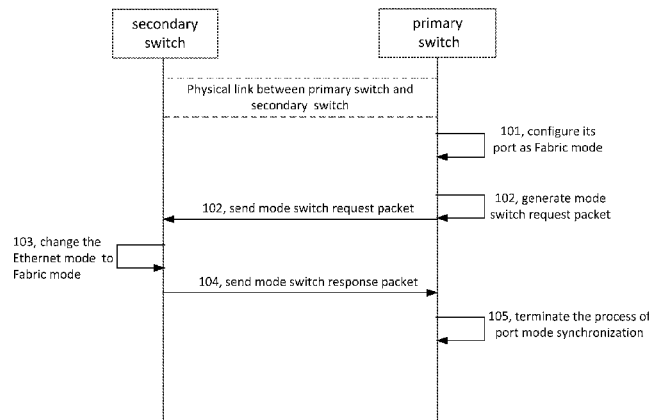 secondary
switch
primary
switch
Physical link between primary switch and
secondary switch
101, configure its
port as Fabric mode
102, generate mode
switch request packet
102, send mode switch request packet
103, change the
Ethernet mode to
Fabric mode
104, send mode switch response packet
105, terminate the process of
port mode synchronization